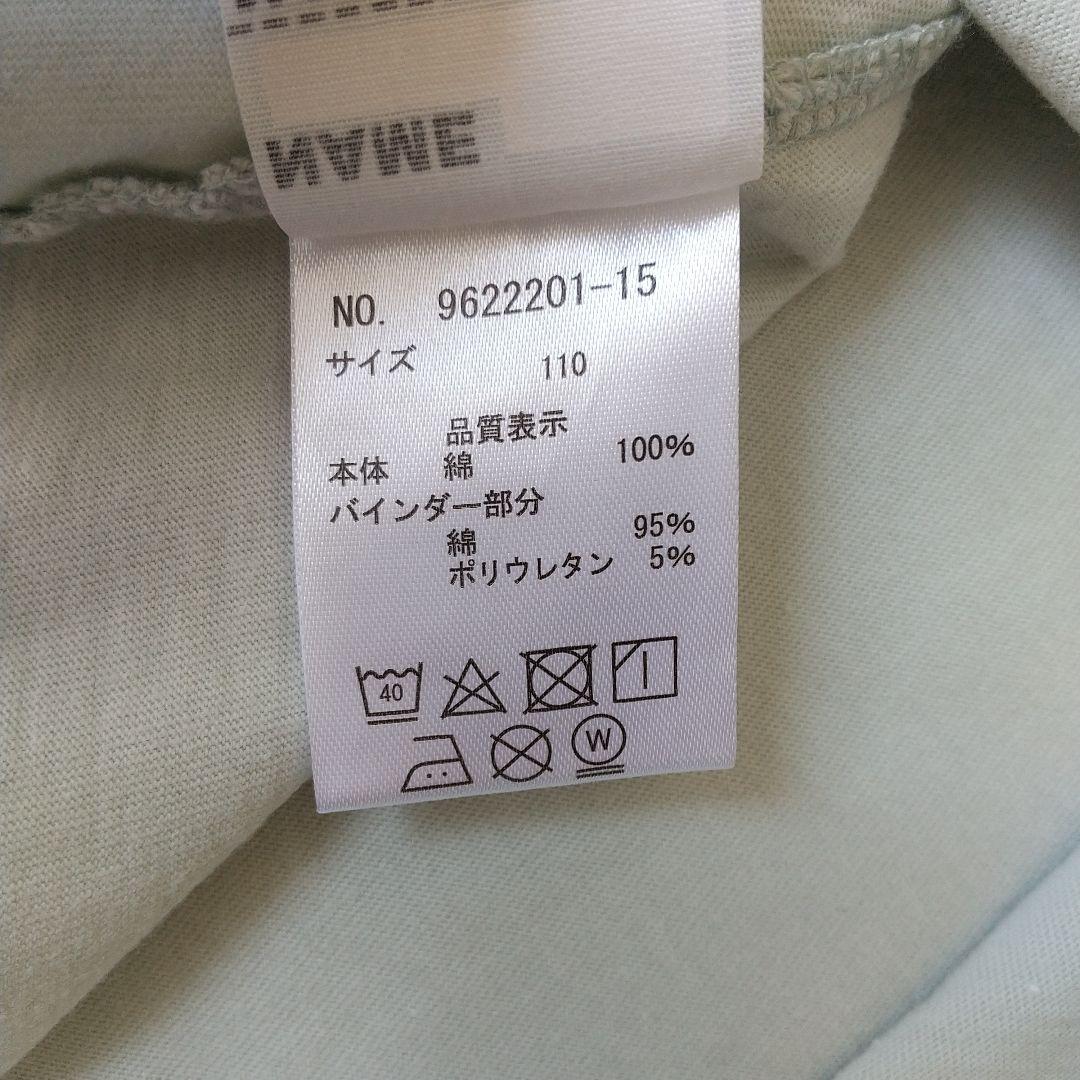 NAME
NO. 9622201-15
サイズ 110
品質表示
本体 綿 100%
バインダー部分
綿 95%
ポリウレタン 5%
40
W